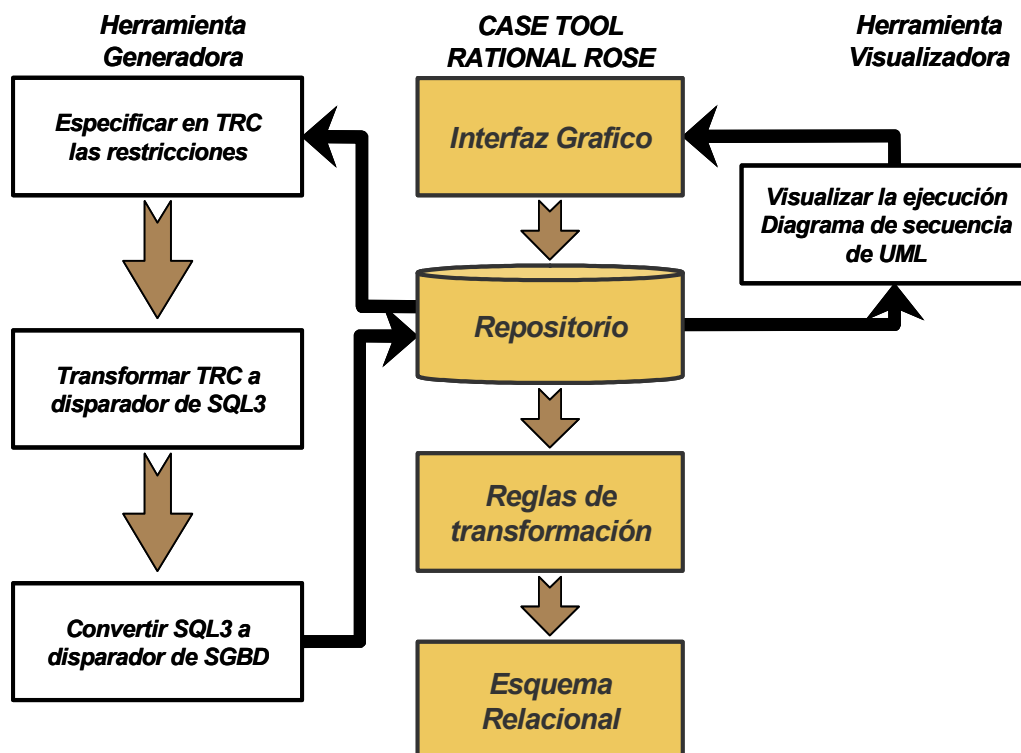 Herramienta
Generadora
Especificar en TRC
las restricciones
Transformar TRC a
disparador de SQL3
Convertir SQL3 a
disparador de SGBD
CASE TOOL
RATIONAL ROSE
Interfaz Grafico
Repositorio
Reglas de
transformación
Esquema
Relacional
Herramienta
Visualizadora
Visualizar la ejecución
Diagrama de secuencia
de UML